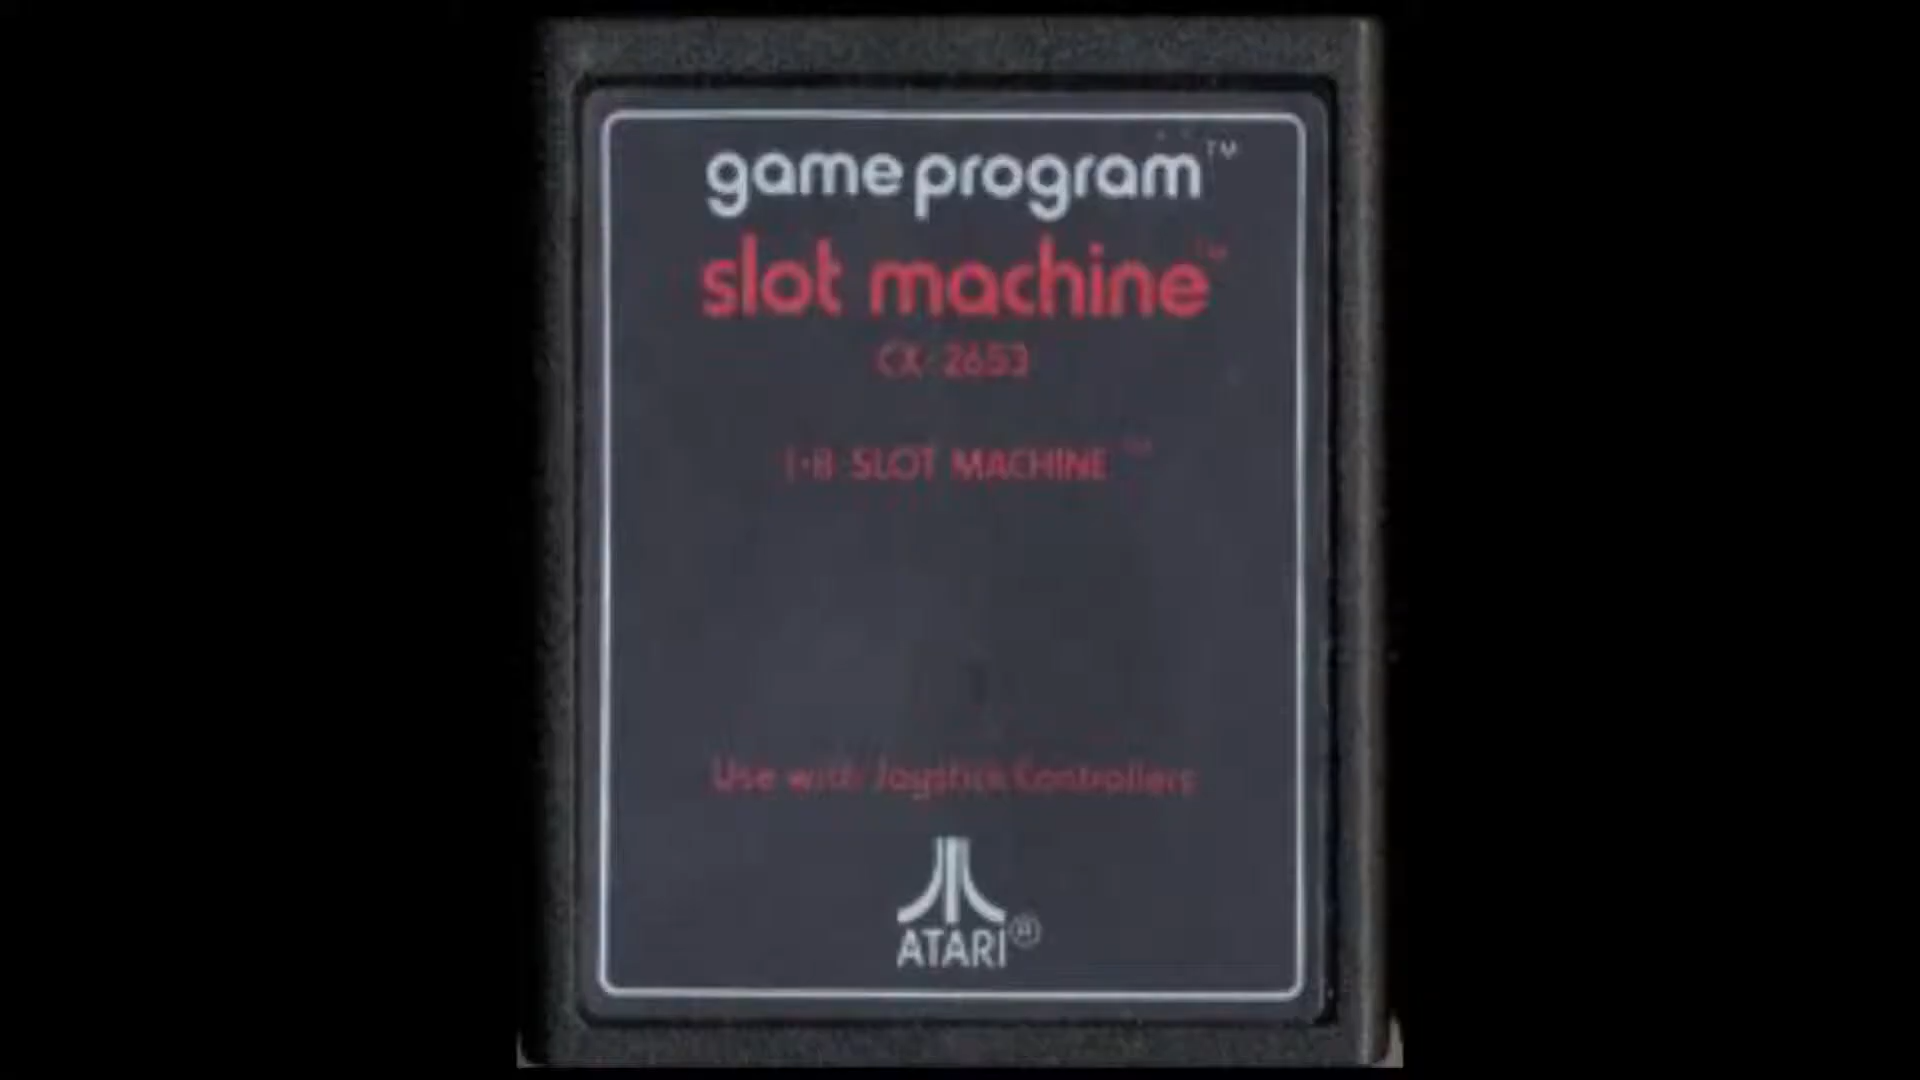 game program™
slot machine™
CX-2653
1-8 SLOT MACHINE™
Use with Joystick Controllers
ATARI®